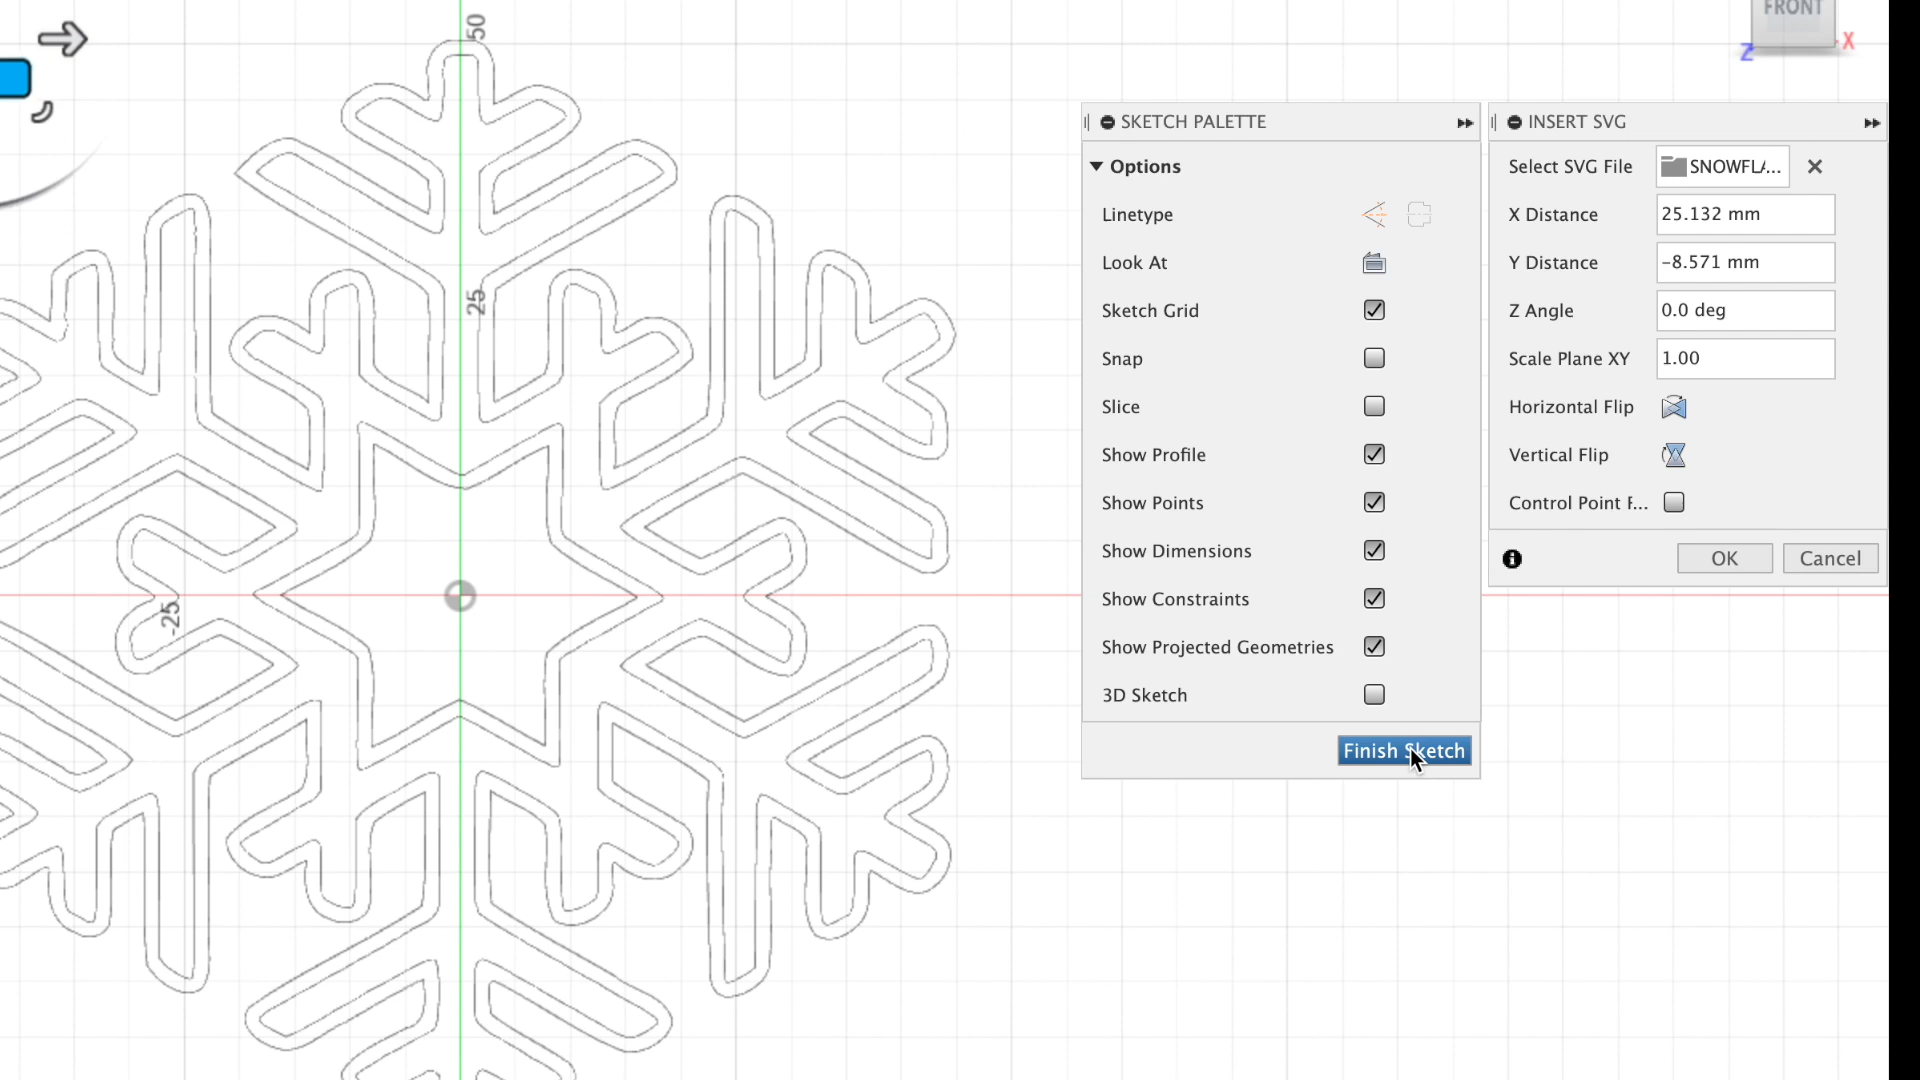 50
FRONT
Z
X
25
-25
SKETCH PALETTE
Options
Linetype
Look At
Sketch Grid
Snap
Slice
Show Profile
Show Points
Show Dimensions
Show Constraints
Show Projected Geometries
3D Sketch
Finish Sketch
INSERT SVG
Select SVG File SNOWFLA...
X Distance 25.132 mm
Y Distance -8.571 mm
Z Angle 0.0 deg
Scale Plane XY 1.00
Horizontal Flip
Vertical Flip
Control Point F...
OK Cancel